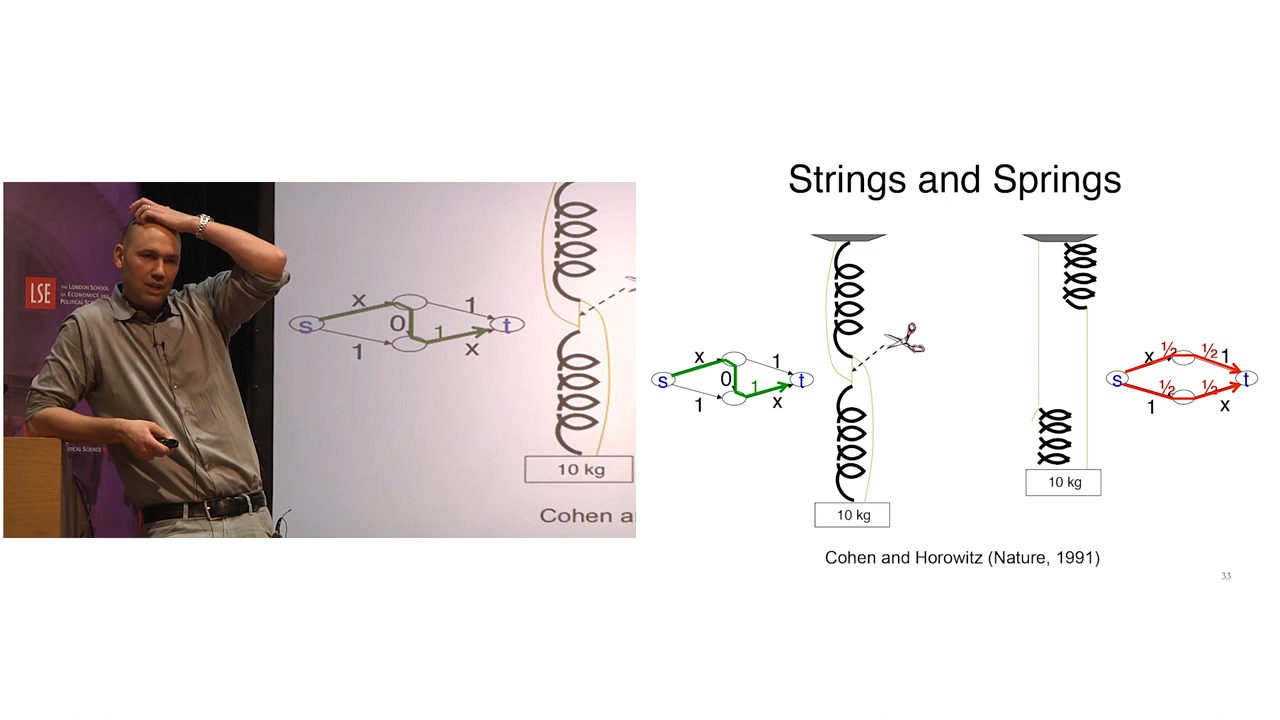 LSE
THE LONDON SCHOOL
OF ECONOMICS AND
POLITICAL SCIENCE
x
1
s
0
1
t
1
x
10 kg
Cohen a
Strings and Springs
x
1
s
0
1
t
1
x
10 kg
x
½
½
1
s
t
1
½
½
x
10 kg
Cohen and Horowitz (Nature, 1991)
33